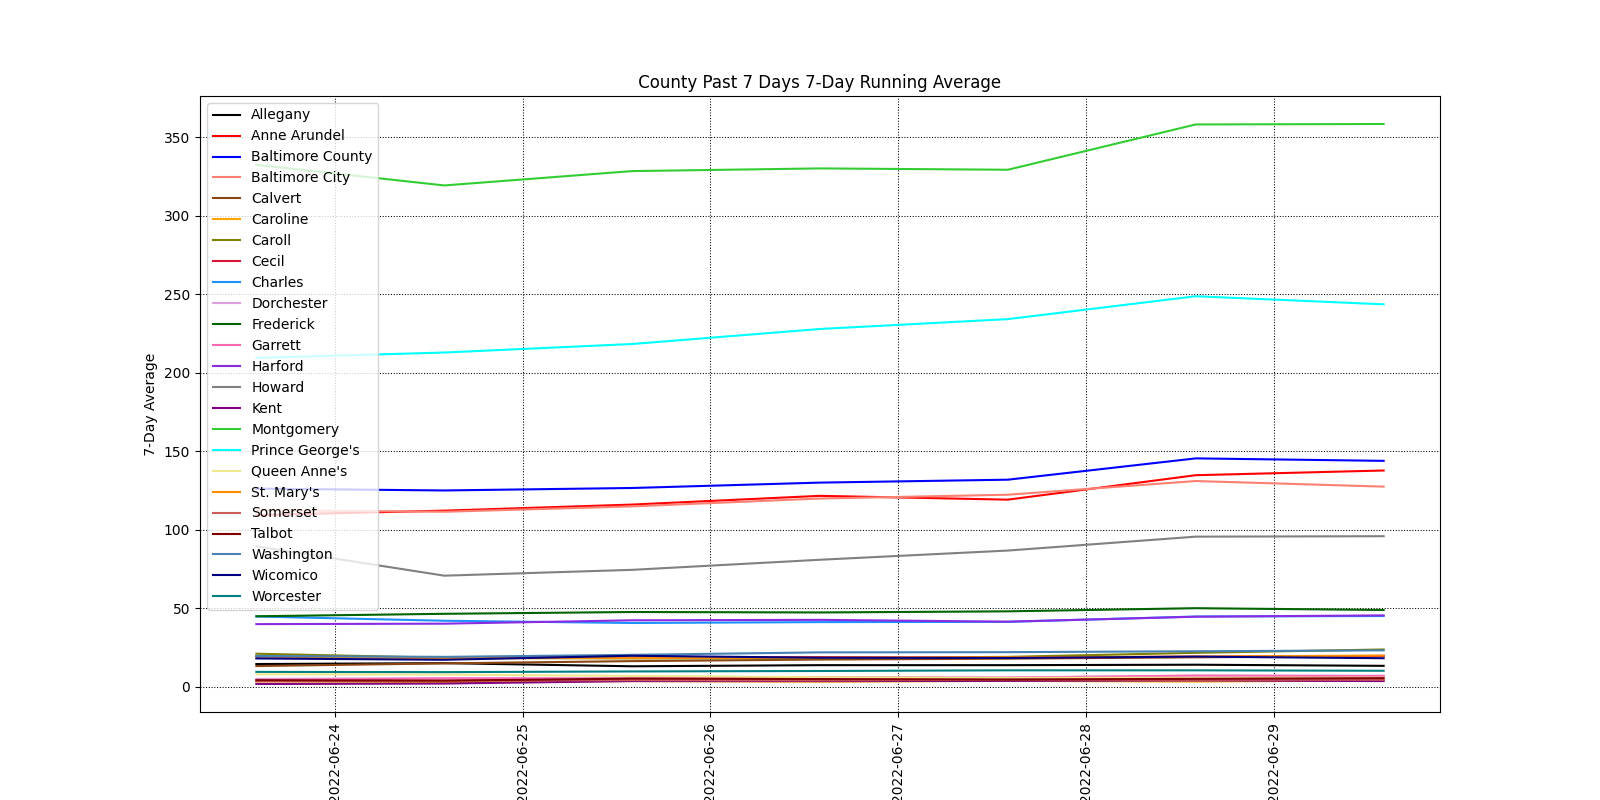 County Past 7 Days 7-Day Running Average
7-Day Average
350
300
250
200
150
100
50
0
Allegany
Anne Arundel
Baltimore County
Baltimore City
Calvert
Caroline
Caroll
Cecil
Charles
Dorchester
Frederick
Garrett
Harford
Howard
Kent
Montgomery
Prince George's
Queen Anne's
St. Mary's
Somerset
Talbot
Washington
Wicomico
Worcester
2022-06-24
2022-06-25
2022-06-26
2022-06-27
2022-06-28
2022-06-29